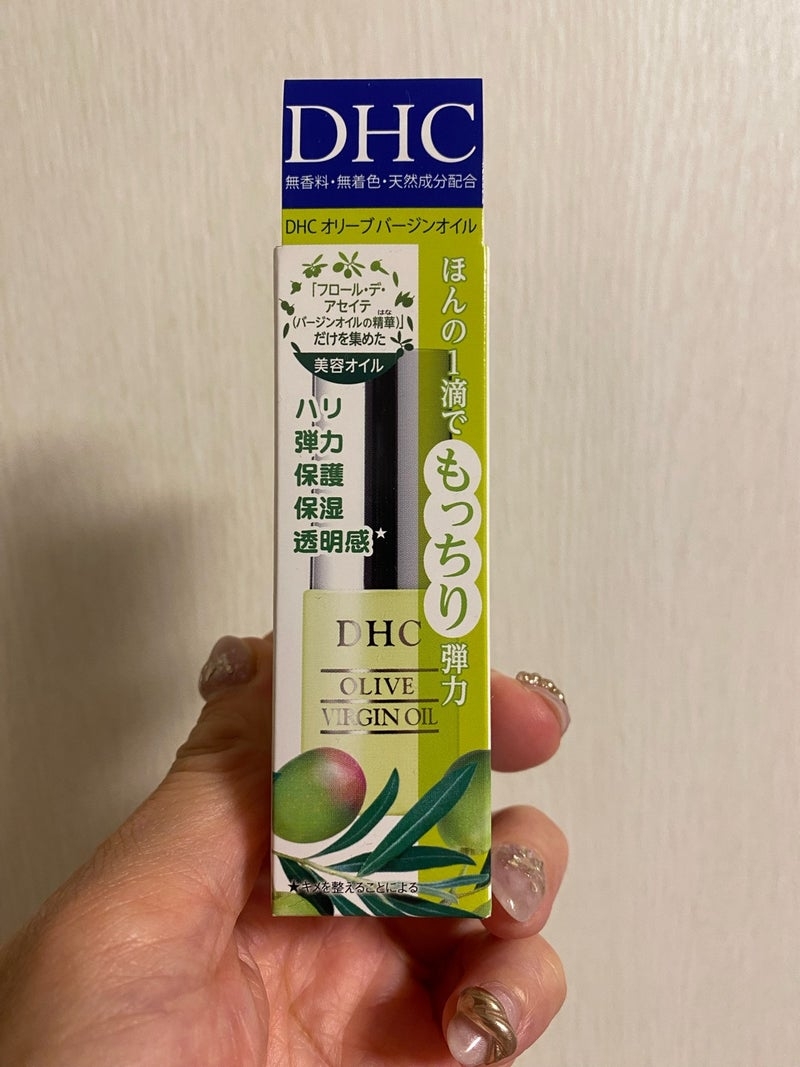 DHC
無香料・無着色・天然成分配合
DHC オリーブバージンオイル
「フロール・デ・
アセイテ
(バージンオイルの精華)」
はな
だけを集めた
美容オイル
ハリ
弾力
保護
保湿
透明感★
ほんの1滴でもっちり弾力
DHC
OLIVE
VIRGIN OIL
★キメを整えることによる